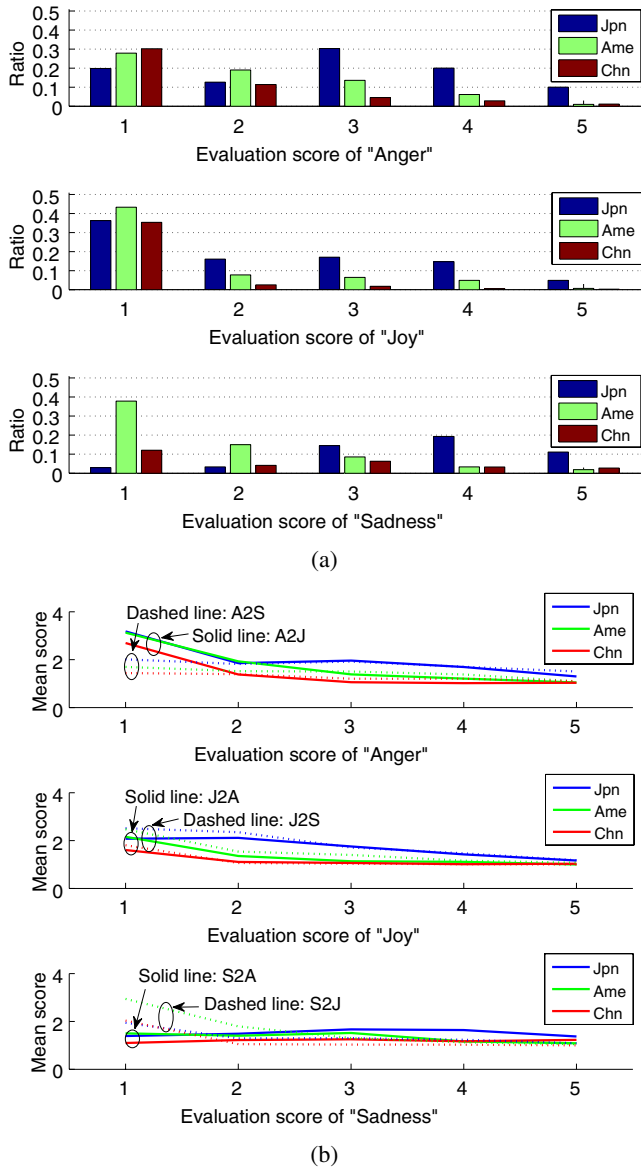 0.5
0.4
0.3
0.2
0.1
0
Ratio
Jpn
Ame
Chn
1 2 3 4 5
Evaluation score of "Anger"
0.5
0.4
0.3
0.2
0.1
0
Ratio
Jpn
Ame
Chn
1 2 3 4 5
Evaluation score of "Joy"
0.5
0.4
0.3
0.2
0.1
0
Ratio
Jpn
Ame
Chn
1 2 3 4 5
Evaluation score of "Sadness"
(a)
4
2
0
Mean score
Dashed line: A2S
Solid line: A2J
Jpn
Ame
Chn
1 2 3 4 5
Evaluation score of "Anger"
4
2
0
Mean score
Solid line: J2A
Dashed line: J2S
Jpn
Ame
Chn
1 2 3 4 5
Evaluation score of "Joy"
4
2
0
Mean score
Solid line: S2A
Dashed line: S2J
Jpn
Ame
Chn
1 2 3 4 5
Evaluation score of "Sadness"
(b)